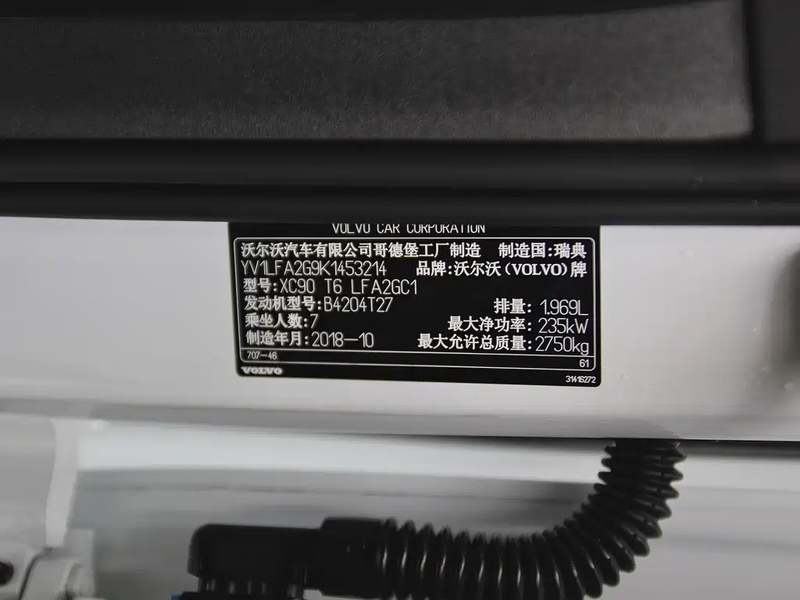 VOLVO CAR CORPORATION
沃尔沃汽车有限公司哥德堡工厂制造 制造国:瑞典
YV1LFA2G9K1453214 品牌:沃尔沃(VOLVO)牌
型号:XC90 T6 LFA2GC1
发动机型号:B4204T27 排量: 1.969L
乘坐人数:7 最大净功率: 235kW
制造年月:2018-10 最大允许总质量:2750kg
707-46 61
VOLVO 31416272